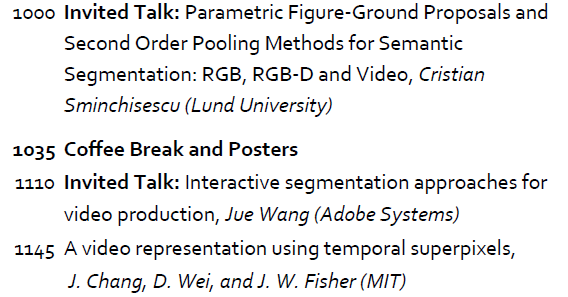 1000 Invited Talk: Parametric Figure-Ground Proposals and
Second Order Pooling Methods for Semantic
Segmentation: RGB, RGB-D and Video, Cristian
Sminchisescu (Lund University)
1035 Coffee Break and Posters
1110 Invited Talk: Interactive segmentation approaches for
video production, Jue Wang (Adobe Systems)
1145 A video representation using temporal superpixels,
J. Chang, D. Wei, and J. W. Fisher (MIT)